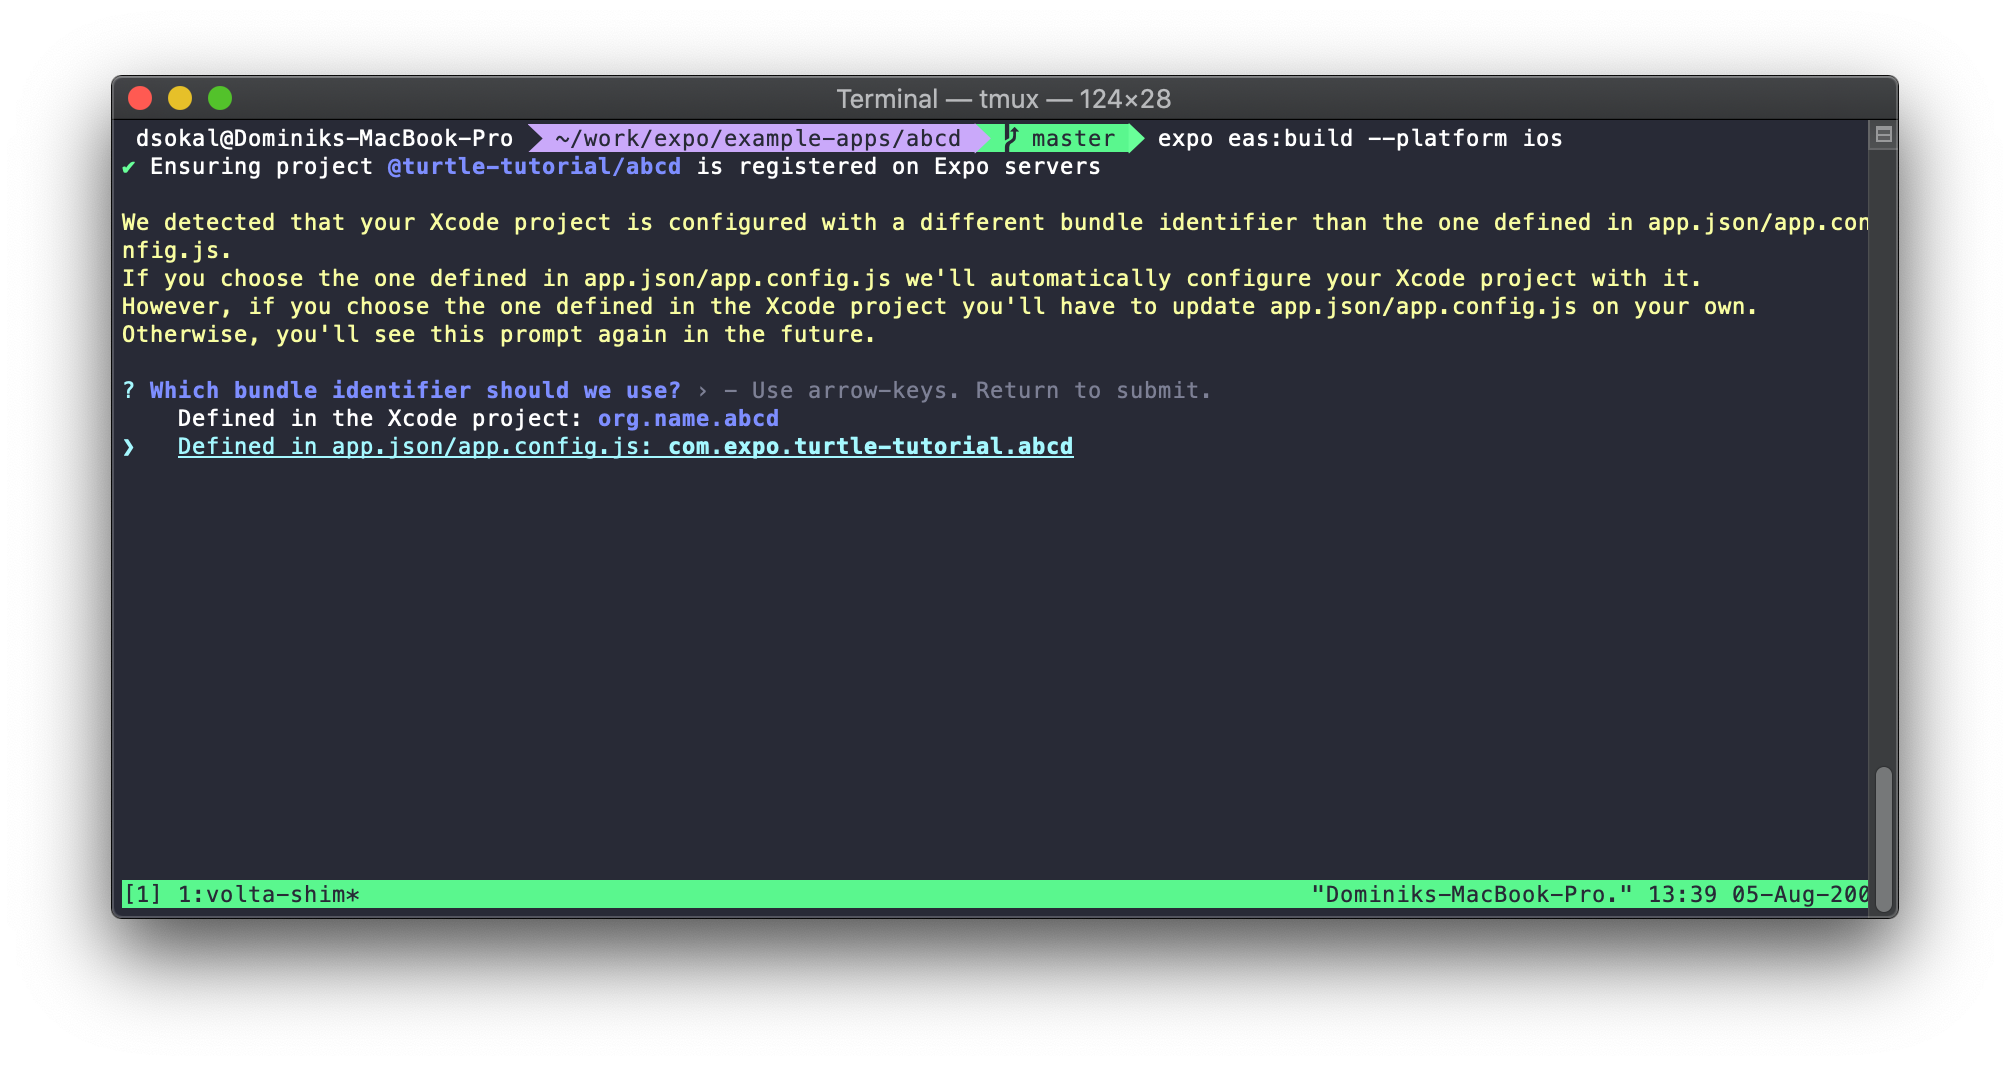 Terminal — tmux — 124×28
dsokal@Dominiks-MacBook-Pro ~/work/expo/example-apps/abcd master expo eas:build --platform ios
✔ Ensuring project @turtle-tutorial/abcd is registered on Expo servers
We detected that your Xcode project is configured with a different bundle identifier than the one defined in app.json/app.con
nfig.js.
If you choose the one defined in app.json/app.config.js we'll automatically configure your Xcode project with it.
However, if you choose the one defined in the Xcode project you'll have to update app.json/app.config.js on your own.
Otherwise, you'll see this prompt again in the future.
? Which bundle identifier should we use? › - Use arrow-keys. Return to submit.
Defined in the Xcode project: org.name.abcd
❯ Defined in app.json/app.config.js: com.expo.turtle-tutorial.abcd
[1] 1:volta-shim* "Dominiks-MacBook-Pro." 13:39 05-Aug-200